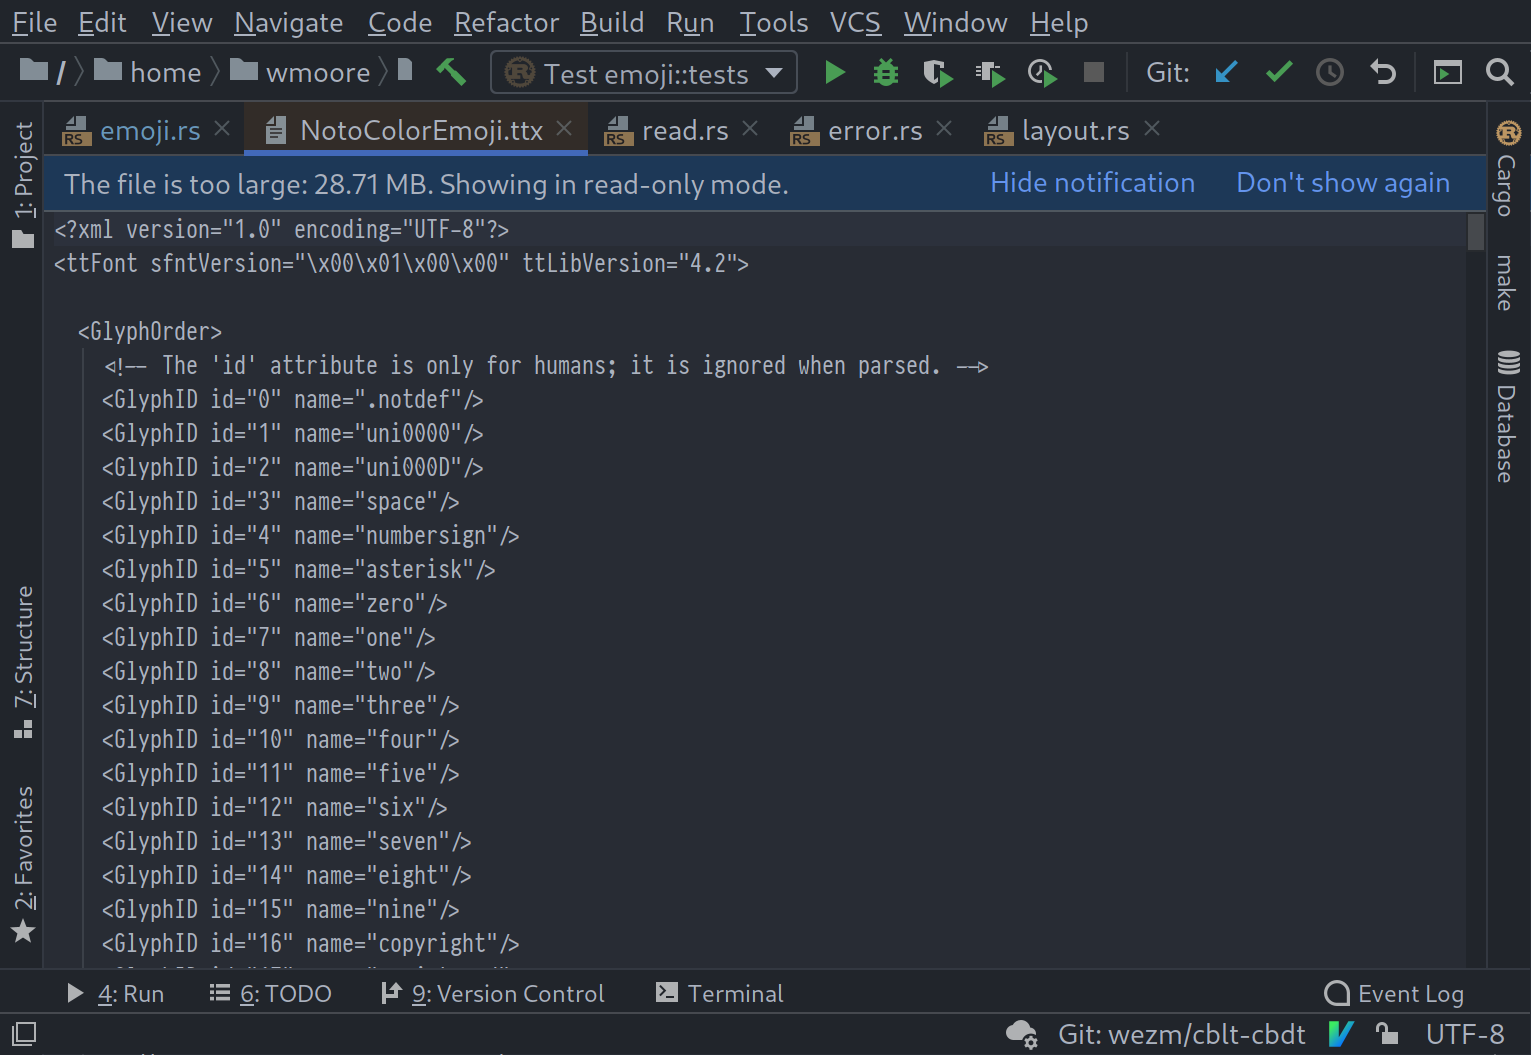 File Edit View Navigate Code Refactor Build Run Tools VCS Window Help
/ home wmoore Test emoji::tests Git:
emoji.rs NotoColorEmoji.ttx read.rs error.rs layout.rs
The file is too large: 28.71 MB. Showing in read-only mode. Hide notification Don't show again
1: Project
7: Structure
2: Favorites
<?xml version="1.0" encoding="UTF-8"?>
<ttFont sfntVersion="\x00\x01\x00\x00" ttLibVersion="4.2">
<GlyphOrder>
<!-- The 'id' attribute is only for humans; it is ignored when parsed. -->
<GlyphID id="0" name=".notdef"/>
<GlyphID id="1" name="uni0000"/>
<GlyphID id="2" name="uni000D"/>
<GlyphID id="3" name="space"/>
<GlyphID id="4" name="numbersign"/>
<GlyphID id="5" name="asterisk"/>
<GlyphID id="6" name="zero"/>
<GlyphID id="7" name="one"/>
<GlyphID id="8" name="two"/>
<GlyphID id="9" name="three"/>
<GlyphID id="10" name="four"/>
<GlyphID id="11" name="five"/>
<GlyphID id="12" name="six"/>
<GlyphID id="13" name="seven"/>
<GlyphID id="14" name="eight"/>
<GlyphID id="15" name="nine"/>
<GlyphID id="16" name="copyright"/>
Cargo
make
Database
4: Run 6: TODO 9: Version Control Terminal Event Log
Git: wezm/cblt-cbdt UTF-8